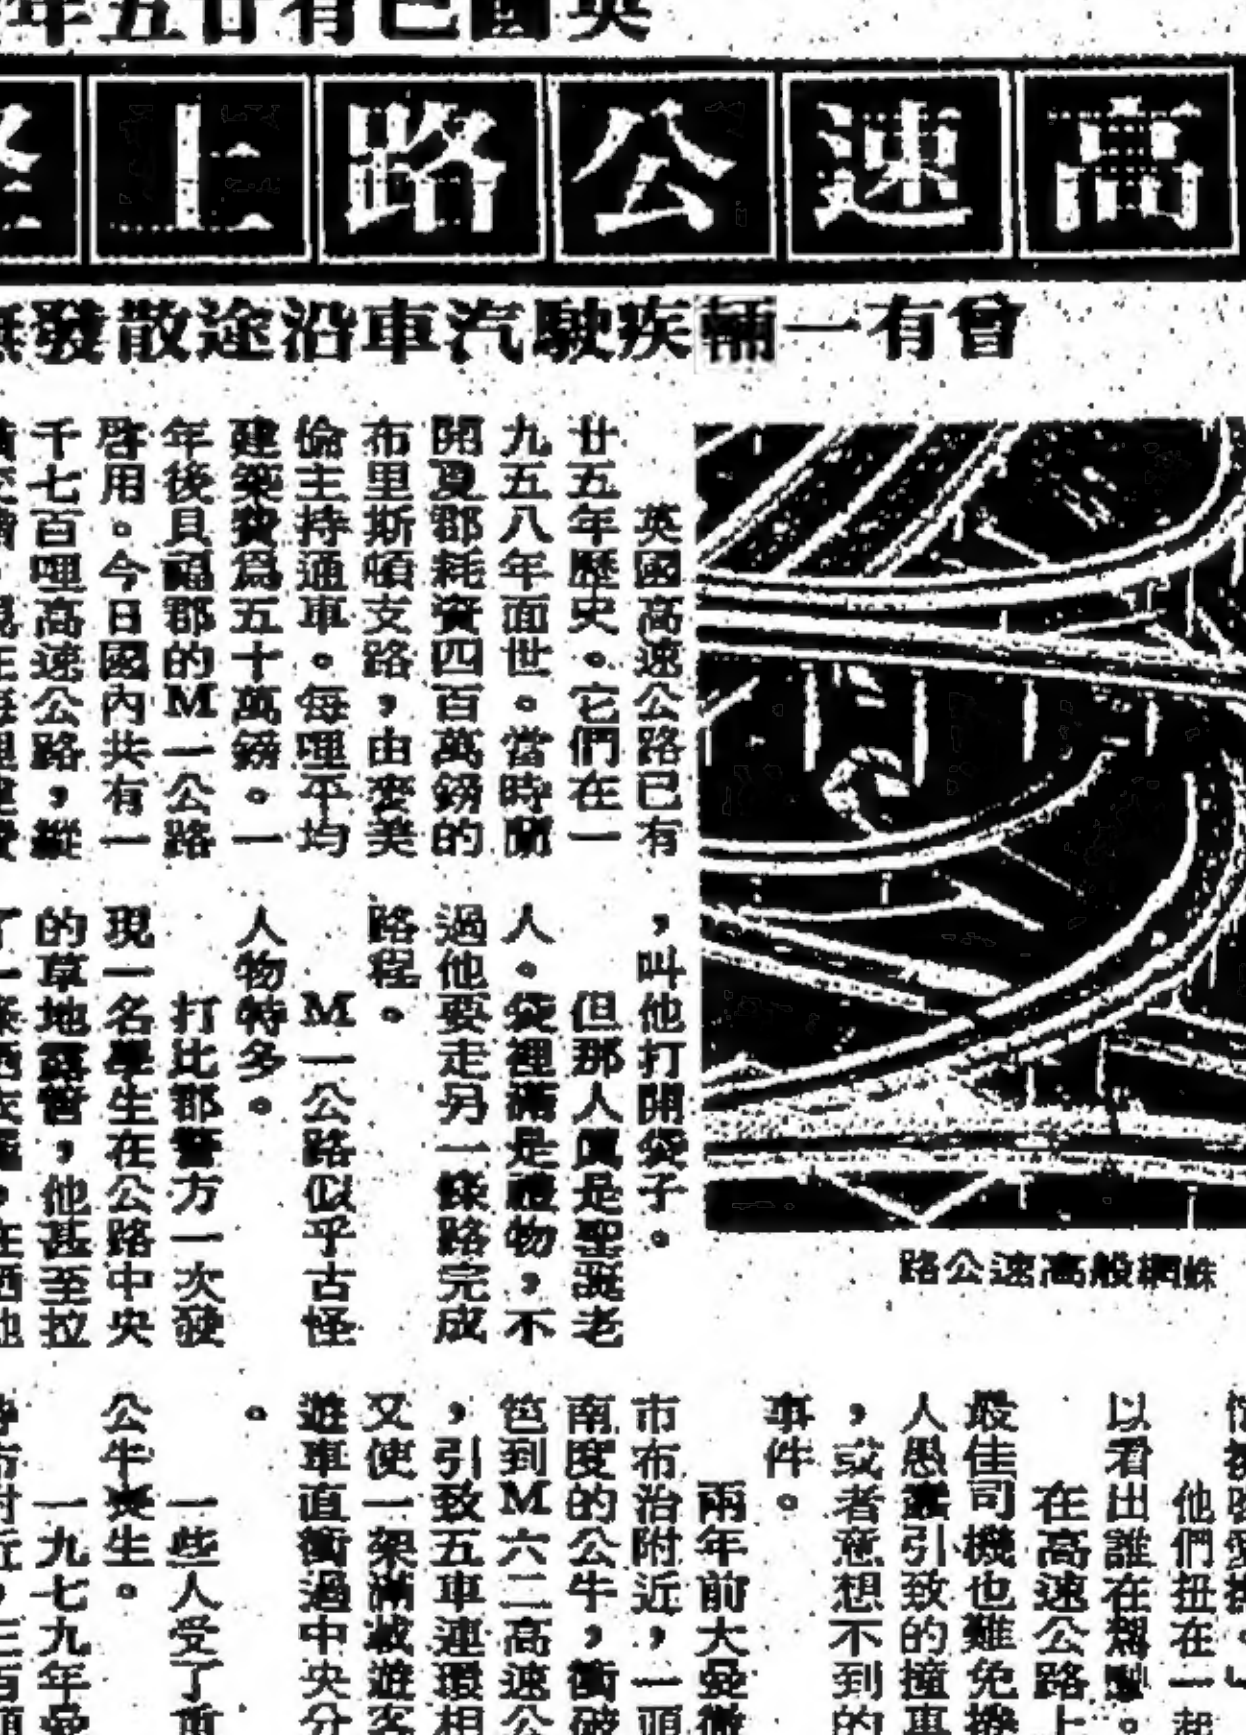 英國已有廿五年
高速公路上
曾有一輛疾駛汽車沿途散發
蛛網般高速公路
英國高速公路已有
廿五年歷史。它們在一
九五八年面世。當時蘭
開夏郡耗資四百萬鎊的
布里斯頓支路,由麥美
倫主持通車。每哩平均
建築費爲五十萬鎊。一
年後貝福郡的M一公路
啓用。今日國內共有一
千七百哩高速公路,縱
,叫他打開袋子。
但那人眞是聖誕老
人。袋裡滿是禮物,不
過他要走另一條路完成
路程。
M一公路似乎古怪
人物特多。
打比郡警方一次發
現一名學生在公路中央
的草地露營,他甚至拉
他們扭在一起
以看出誰在駕駛。
在高速公路上
最佳司機也難免
人愚蠢引致的撞車
,或者意想不到的
事件。
兩年前大曼徹
市布治附近,一頭
南度的公牛,衝破
笆到M六二高速公
,引致五車連環相
又使一架滿載遊客
遊車直衝過中央分
。
一些人受了重
公牛喪生。
一九七九年曼